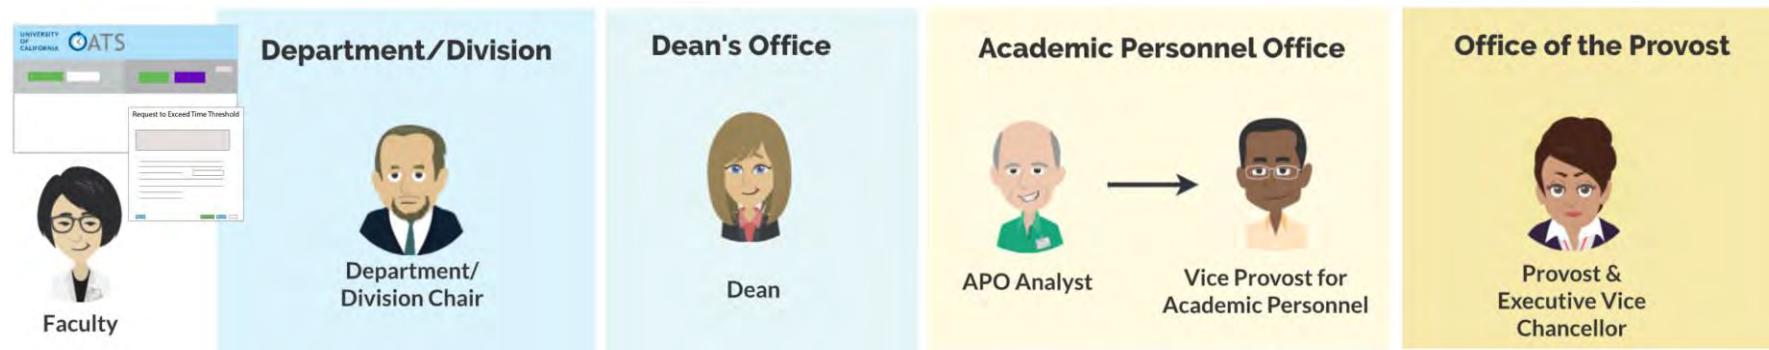 UNIVERSITY
OF
CALIFORNIA
OATS
Request to Exceed Time Threshold
Faculty
Department/Division
Department/
Division Chair
Dean's Office
Dean
Academic Personnel Office
APO Analyst
Vice Provost for
Academic Personnel
Office of the Provost
Provost &
Executive Vice
Chancellor